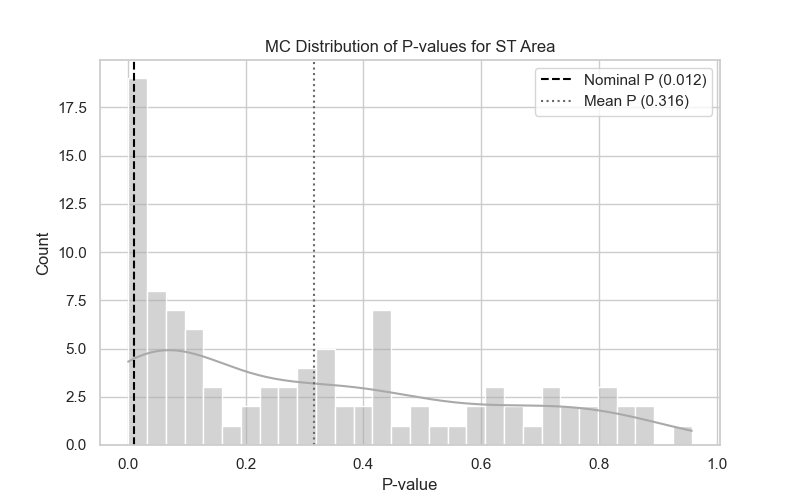 MC Distribution of P-values for ST Area
Nominal P (0.012)
Mean P (0.316)
Count
17.5
15.0
12.5
10.0
7.5
5.0
2.5
0.0
0.0 0.2 0.4 0.6 0.8 1.0
P-value